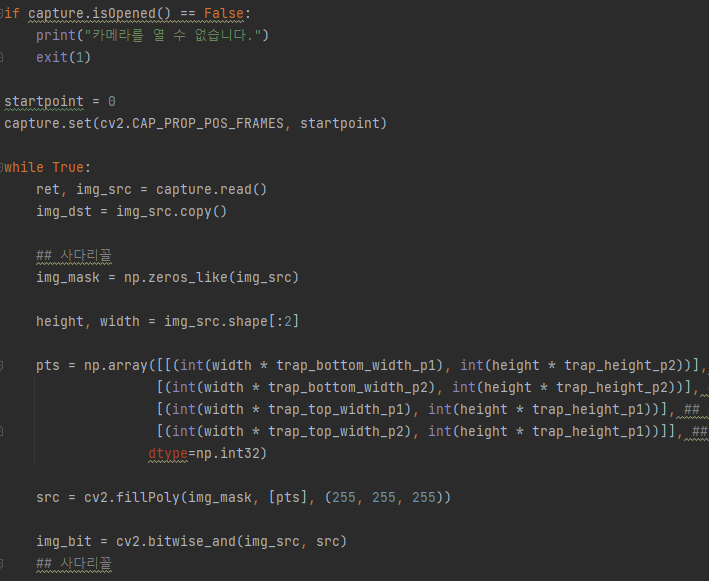 if capture.isOpened() == False:
    print("카메라를 열 수 없습니다.")
    exit(1)
startpoint = 0
capture.set(cv2.CAP_PROP_POS_FRAMES, startpoint)
while True:
    ret, img_src = capture.read()
    img_dst = img_src.copy()
    ## 사다리꼴
    img_mask = np.zeros_like(img_src)
    height, width = img_src.shape[:2]
    pts = np.array([[(int(width * trap_bottom_width_p1), int(height * trap_height_p2))],
                   [(int(width * trap_bottom_width_p2), int(height * trap_height_p2))],
                   [(int(width * trap_top_width_p1), int(height * trap_height_p1))], ##
                   [(int(width * trap_top_width_p2), int(height * trap_height_p1))]], ##
                  dtype=np.int32)
    src = cv2.fillPoly(img_mask, [pts], (255, 255, 255))
    img_bit = cv2.bitwise_and(img_src, src)
    ## 사다리꼴